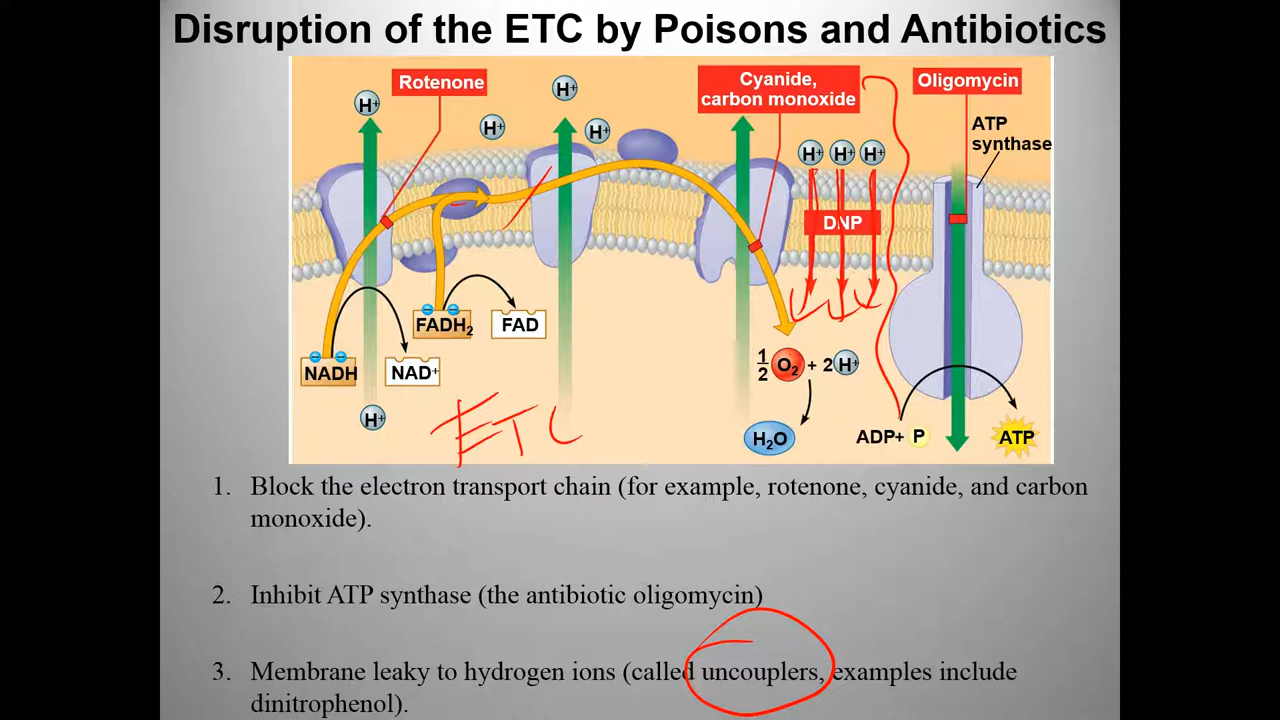 Disruption of the ETC by Poisons and Antibiotics
Rotenone
Cyanide,
carbon monoxide
Oligomycin
H+
H+
H+
H+
ATP
synthase
H+ H+ H+
DNP
FADH2
FAD
NADH
NAD+
H+
1/2 O2 + 2 H+
H2O
ADP+ P
ATP
ETC
1. Block the electron transport chain (for example, rotenone, cyanide, and carbon
monoxide).
2. Inhibit ATP synthase (the antibiotic oligomycin)
3. Membrane leaky to hydrogen ions (called uncouplers, examples include
dinitrophenol).